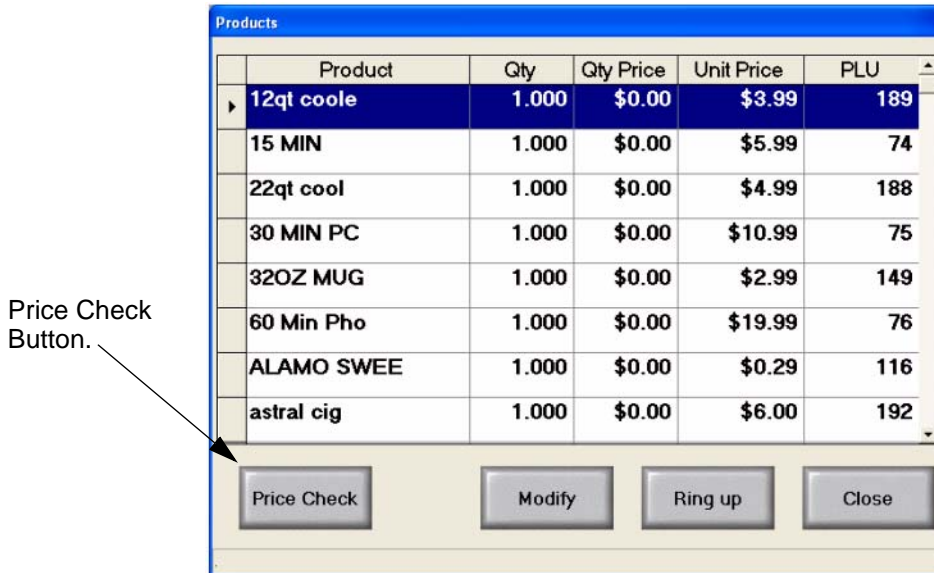 Products
Product Qty Qty Price Unit Price PLU
12qt coole 1.000 $0.00 $3.99 189
15 MIN 1.000 $0.00 $5.99 74
22qt cool 1.000 $0.00 $4.99 188
30 MIN PC 1.000 $0.00 $10.99 75
32OZ MUG 1.000 $0.00 $2.99 149
60 Min Pho 1.000 $0.00 $19.99 76
ALAMO SWEE 1.000 $0.00 $0.29 116
astral cig 1.000 $0.00 $6.00 192
Price Check
Button.
Price Check Modify Ring up Close